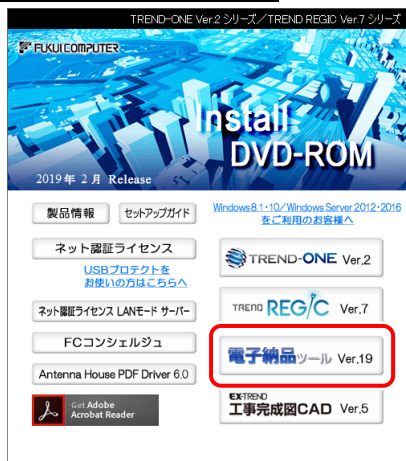 TREND-ONE Ver.2 シリーズ／TREND REGIC Ver.7 シリーズ
FUKUI COMPUTER
Install
DVD-ROM
2019年 2月 Release
製品情報
セットアップガイド
Windows8.1・10／Windows Server 2012・2016
をご利用のお客様へ
ネット認証ライセンス
USBプロテクトを
お使いの方はこちらへ
TREND-ONE Ver.2
ネット認証ライセンス LANモード サーバー
TREND REGIC Ver.7
FCコンシェルジュ
電子納品ツール Ver.19
Antenna House PDF Driver 6.0
Get Adobe
Acrobat Reader
EX-TREND
工事完成図CAD Ver.5